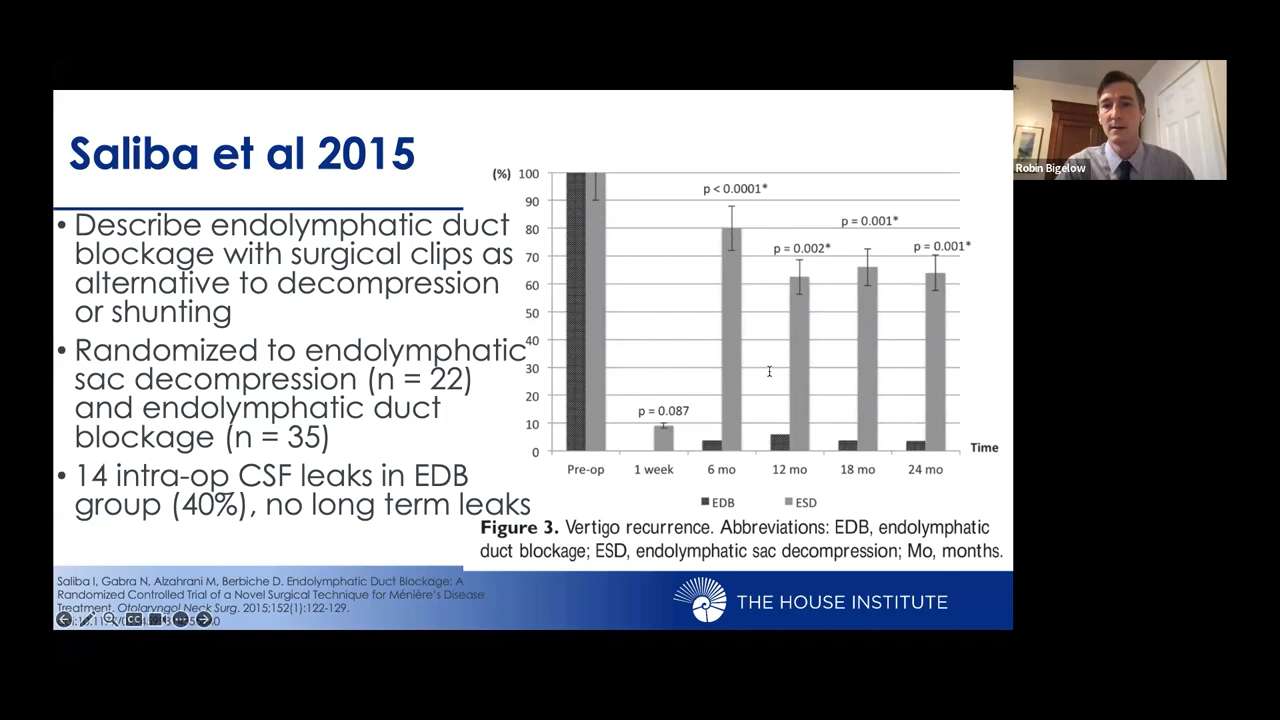 Saliba et al 2015
• Describe endolymphatic duct
blockage with surgical clips as
alternative to decompression
or shunting
• Randomized to endolymphatic
sac decompression (n = 22)
and endolymphatic duct
blockage (n = 35)
• 14 intra-op CSF leaks in EDB
group (40%), no long term leaks
(%)
100
90
80
70
60
50
40
30
20
10
0
p < 0.0001*
p = 0.001*
p = 0.002*
p = 0.001*
p = 0.087
Time
Pre-op 1 week 6 mo 12 mo 18 mo 24 mo
EDB ESD
Figure 3. Vertigo recurrence. Abbreviations: EDB, endolymphatic
duct blockage; ESD, endolymphatic sac decompression; Mo, months.
Saliba I, Gabra N, Alzahrani M, Berbiche D. Endolymphatic Duct Blockage: A
Randomized Controlled Trial of a Novel Surgical Technique for Ménière's Disease
Treatment. Otolaryngol Neck Surg. 2015;152(1):122-129.
CC
THE HOUSE INSTITUTE
Robin Bigelow